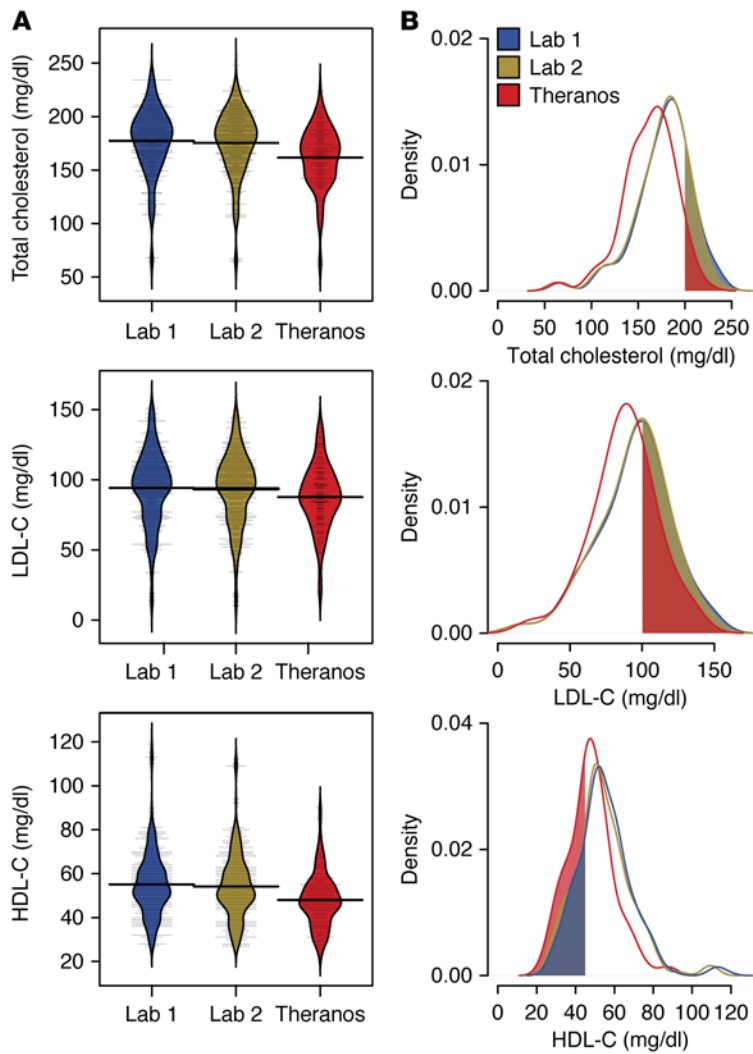 A
Total cholesterol (mg/dl)
250
200
150
100
50
Lab 1 Lab 2 Theranos
LDL-C (mg/dl)
150
100
50
0
Lab 1 Lab 2 Theranos
HDL-C (mg/dl)
120
100
80
60
40
20
Lab 1 Lab 2 Theranos
B
Lab 1
Lab 2
Theranos
Density
0.02
0.01
0.00
0 50 100 150 200 250
Total cholesterol (mg/dl)
Density
0.02
0.01
0.00
0 50 100 150
LDL-C (mg/dl)
Density
0.04
0.02
0.00
0 20 40 60 80 100 120
HDL-C (mg/dl)